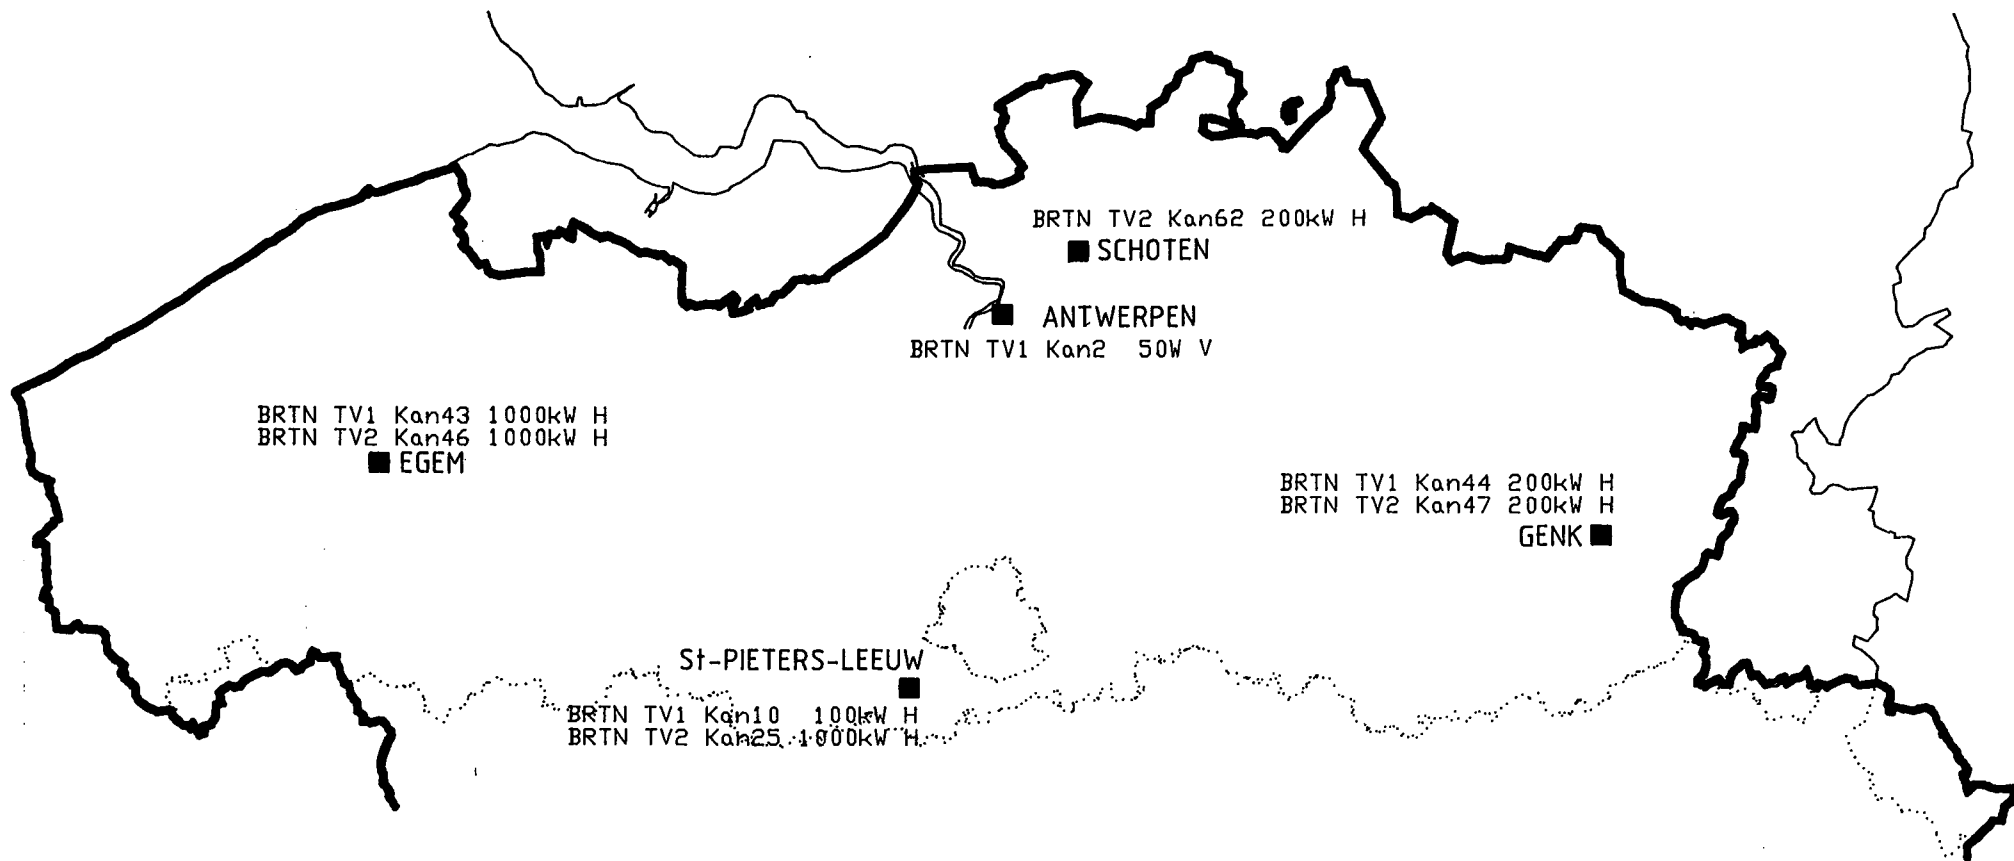 BRTN TV2 Kan62 200kW H
SCHOTEN
ANTWERPEN
BRTN TV1 Kan2 50W V
BRTN TV1 Kan43 1000kW H
BRTN TV2 Kan46 1000kW H
EGEM
BRTN TV1 Kan44 200kW H
BRTN TV2 Kan47 200kW H
GENK
St-PIETERS-LEEUW
BRTN TV1 Kan10 100kW H
BRTN TV2 Kan25 1000kW H